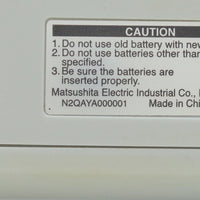 CAUTION
1. Do not use old battery with new
2. Do not use batteries other than
specified.
3. Be sure the batteries are
inserted properly.
Matsushita Electric Industrial Co.,
N2QAYA000001 Made in Chi